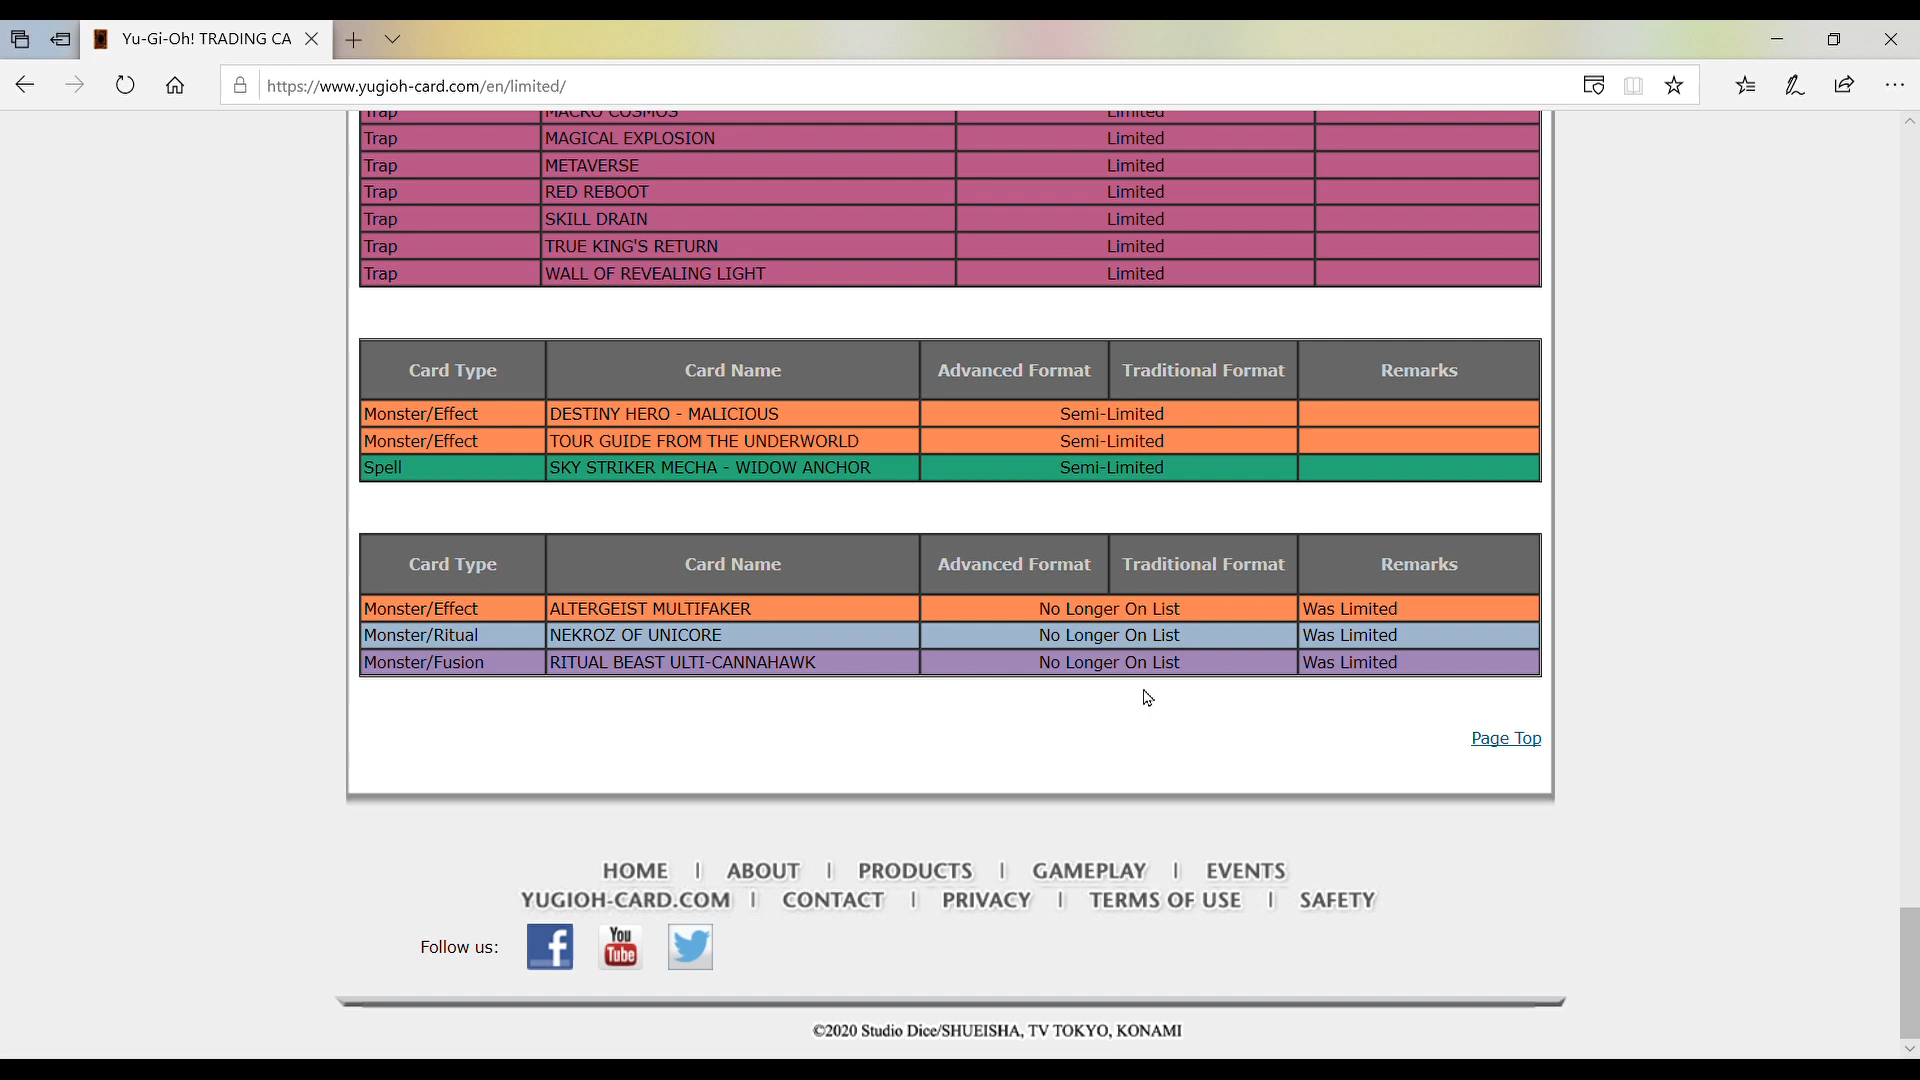 Yu-Gi-Oh! TRADING CA
https://www.yugioh-card.com/en/limited/
Trap MACRO COSMOS Limited
Trap MAGICAL EXPLOSION Limited
Trap METAVERSE Limited
Trap RED REBOOT Limited
Trap SKILL DRAIN Limited
Trap TRUE KING'S RETURN Limited
Trap WALL OF REVEALING LIGHT Limited
Card Type Card Name Advanced Format Traditional Format Remarks
Monster/Effect DESTINY HERO - MALICIOUS Semi-Limited
Monster/Effect TOUR GUIDE FROM THE UNDERWORLD Semi-Limited
Spell SKY STRIKER MECHA - WIDOW ANCHOR Semi-Limited
Card Type Card Name Advanced Format Traditional Format Remarks
Monster/Effect ALTERGEIST MULTIFAKER No Longer On List Was Limited
Monster/Ritual NEKROZ OF UNICORE No Longer On List Was Limited
Monster/Fusion RITUAL BEAST ULTI-CANNAHAWK No Longer On List Was Limited
Page Top
HOME | ABOUT | PRODUCTS | GAMEPLAY | EVENTS
YUGIOH-CARD.COM | CONTACT | PRIVACY | TERMS OF USE | SAFETY
Follow us: f You Tube
©2020 Studio Dice/SHUEISHA, TV TOKYO, KONAMI